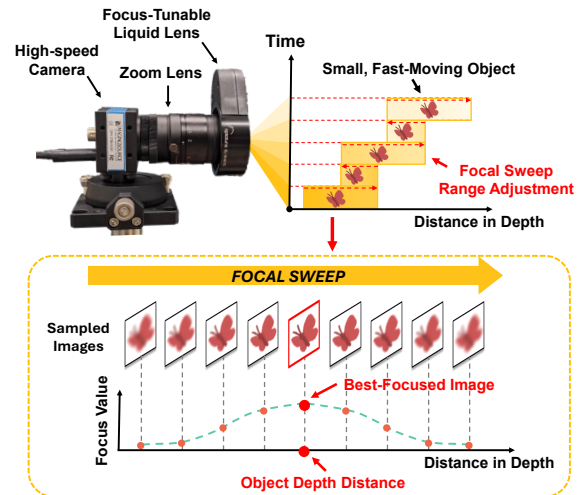 Focus-Tunable
Liquid Lens
High-speed
Camera
Zoom Lens
Time
Small, Fast-Moving Object
Focal Sweep
Range Adjustment
Distance in Depth
FOCAL SWEEP
Sampled
Images
Best-Focused Image
Focus Value
Object Depth Distance
Distance in Depth